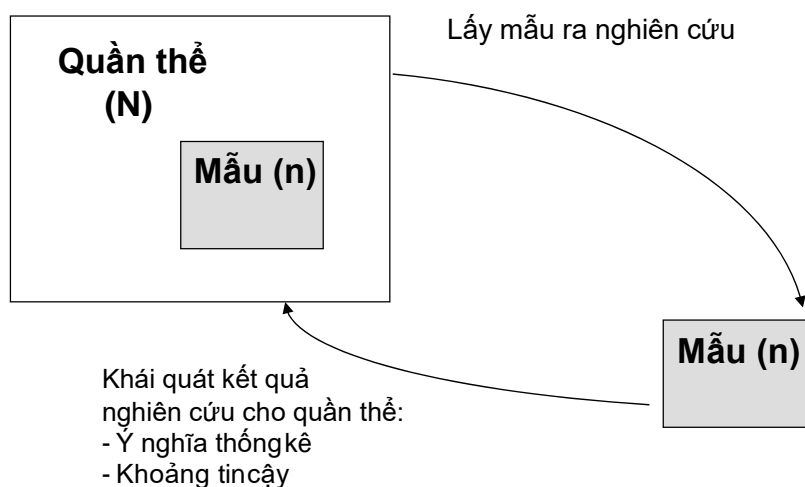 Lấy mẫu ra nghiên cứu
Quần thể
(N)
Mẫu (n)
Mẫu (n)
Khái quát kết quả
nghiên cứu cho quần thể:
- Ý nghĩa thốngkê
- Khoảng tincậy